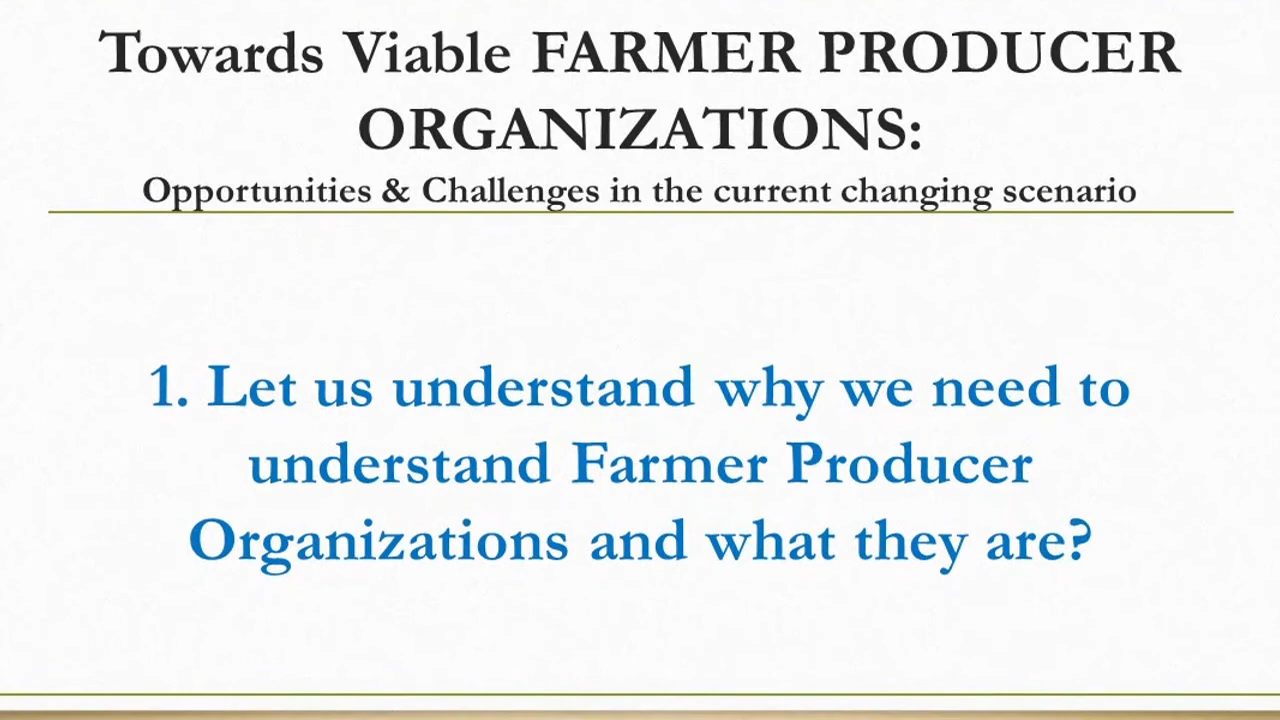 Towards Viable FARMER PRODUCER
ORGANIZATIONS:
Opportunities & Challenges in the current changing scenario
1. Let us understand why we need to
understand Farmer Producer
Organizations and what they are?